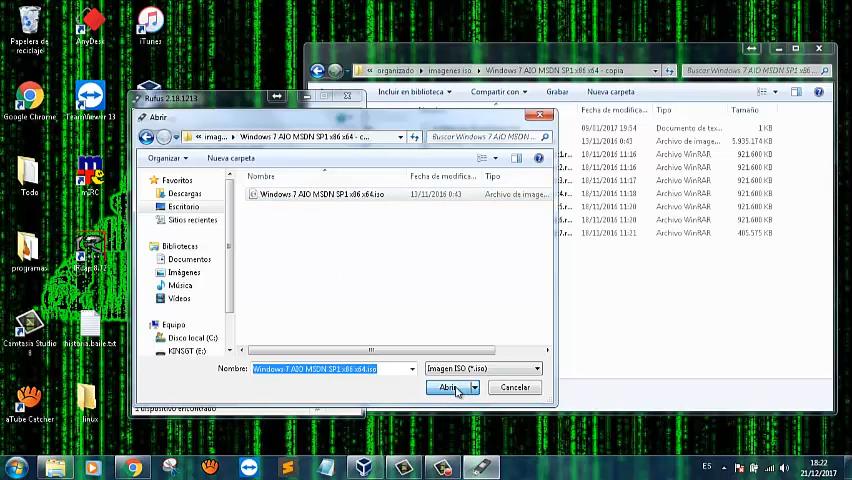 Papelera de
reciclaje
AnyDesk
iTunes
Google Chrome
TeamViewer 13
Todo
mIRC
programas
Camtasia Studio
8
historia.baile.txt
aTube Catcher
linux
organizado
imagenes iso
Windows 7 AIO MSDN SP1 x86 x64 - copia
Buscar Windows 7 AIO MSDN SP1 x86...
Incluir en biblioteca
Compartir con
Grabar
Nueva carpeta
Fecha de modifica...
Tipo
Tamaño
09/01/2017 19:54
Documento de tex...
1 KB
13/11/2016 0:43
Archivo de image...
5.935.174 KB
18/11/2016 11:16
Archivo WinRAR
921.600 KB
18/11/2016 11:16
Archivo WinRAR
921.600 KB
18/11/2016 11:17
Archivo WinRAR
921.600 KB
18/11/2016 11:18
Archivo WinRAR
921.600 KB
18/11/2016 11:20
Archivo WinRAR
921.600 KB
18/11/2016 11:20
Archivo WinRAR
921.600 KB
18/11/2016 11:21
Archivo WinRAR
405.575 KB
Rufus 2.18.1213
Abrir
imag...
Windows 7 AIO MSDN SP1 x86 x64 - c...
Buscar Windows 7 AIO MSDN ...
Organizar
Nueva carpeta
Favoritos
Descargas
Escritorio
Sitios recientes
Bibliotecas
Documentos
Imágenes
Música
Vídeos
Equipo
Disco local (C:)
KINSGT (E:)
Nombre
Fecha de modifica...
Tipo
Windows 7 AIO MSDN SP1 x86 x64.iso
13/11/2016 0:43
Archivo de image...
Nombre:
Windows 7 AIO MSDN SP1 x86 x64.iso
Imagen ISO (*.iso)
Abrir
Cancelar
1 dispositivo encontrado
ES
18:22
21/12/2017